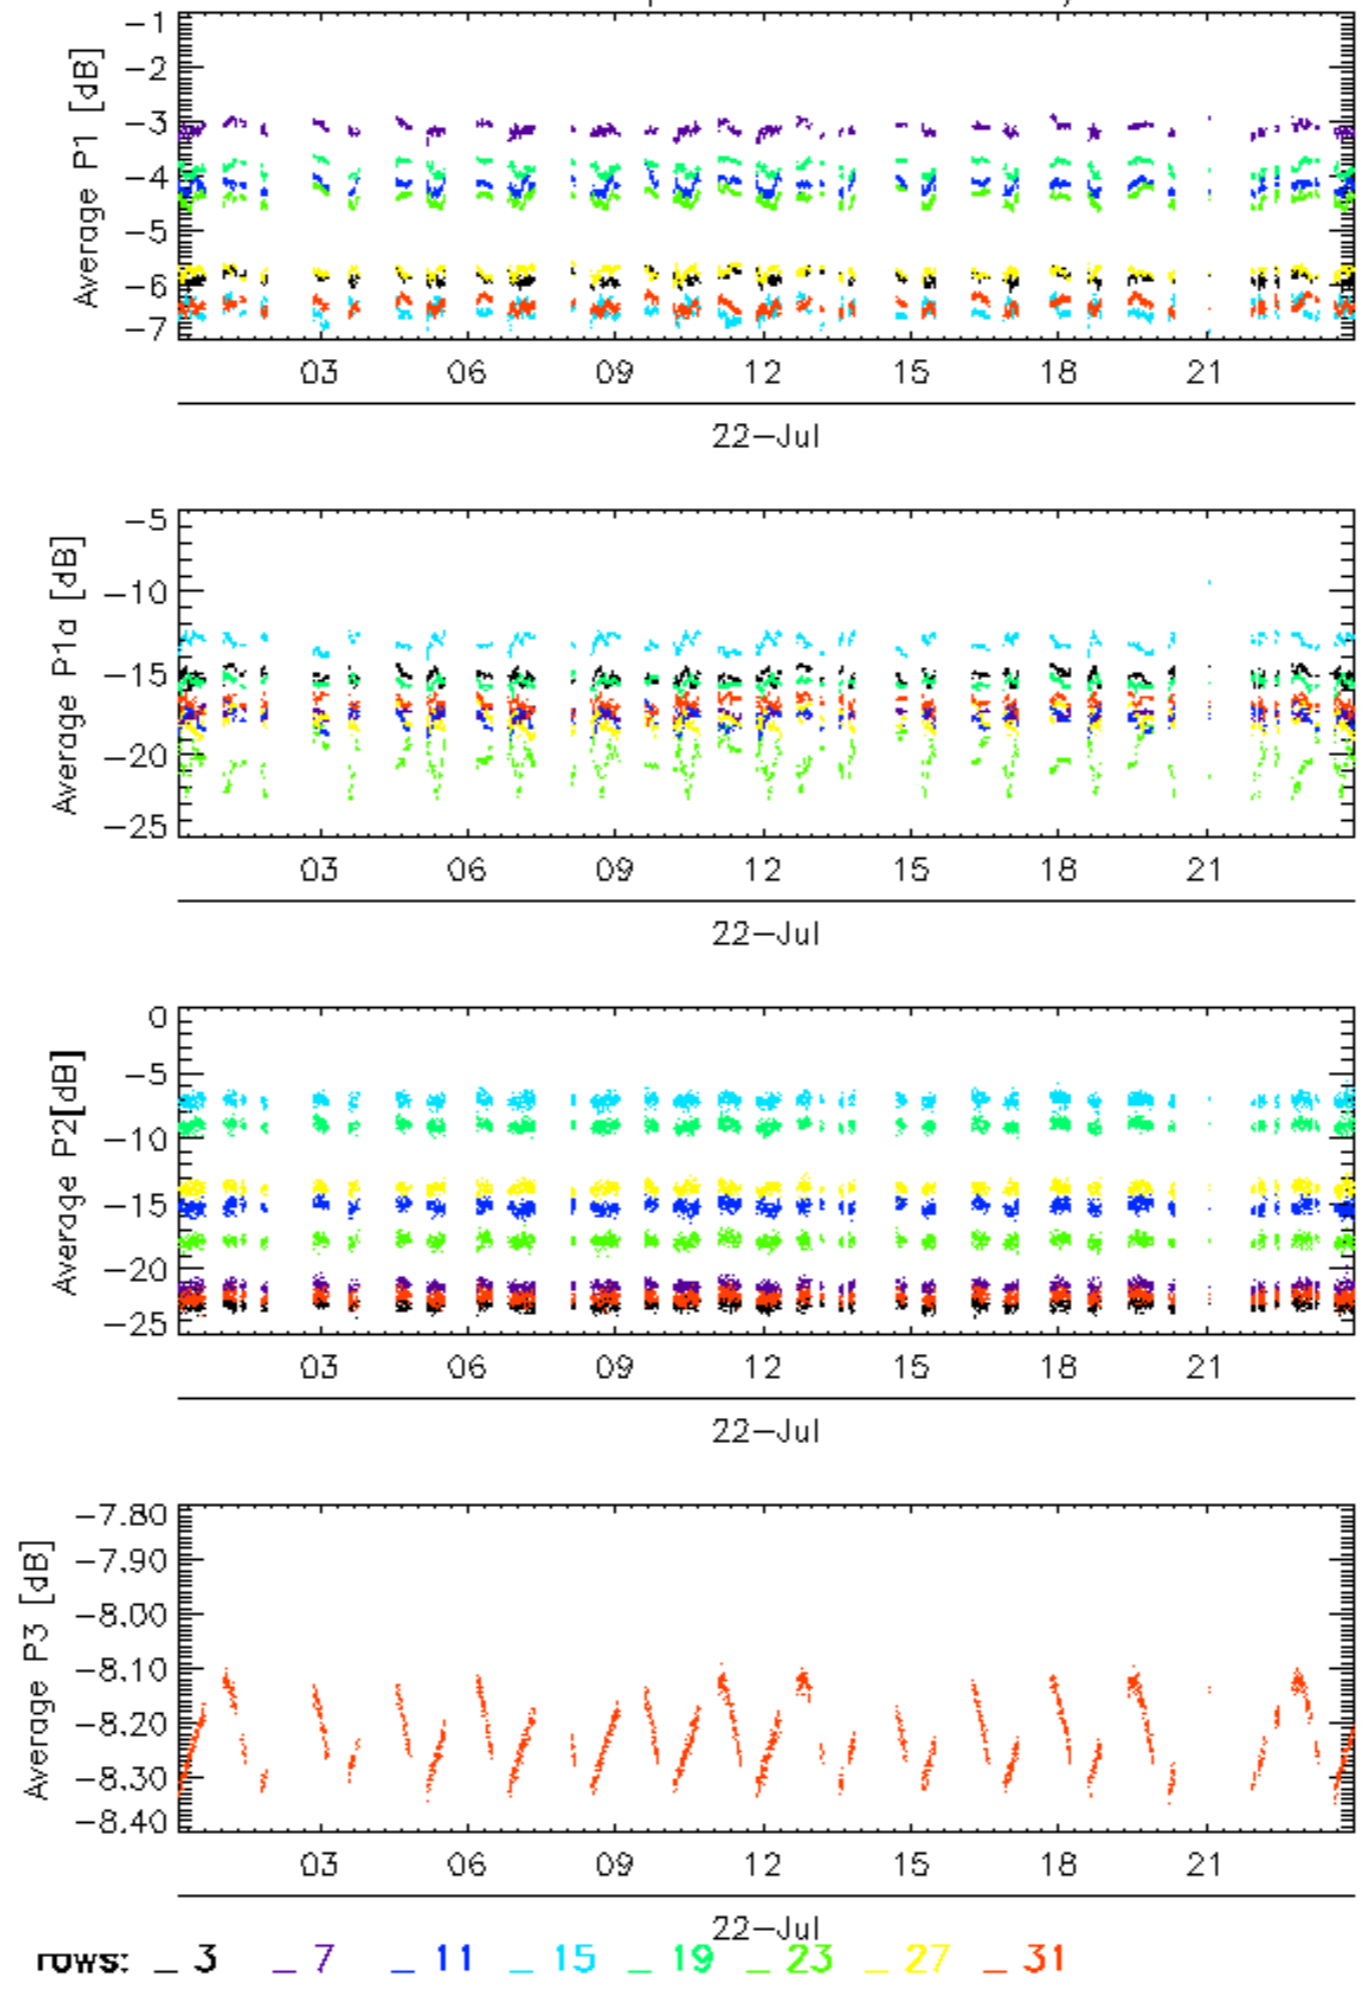 -1
-2
-3
-4
-5
-6
-7
Average P1 [dB]
03 06 09 12 15 18 21
22-Jul
-5
-10
-15
-20
-25
Average P1a [dB]
03 06 09 12 15 18 21
22-Jul
0
-5
-10
-15
-20
-25
Average P2[dB]
03 06 09 12 15 18 21
22-Jul
-7.80
-7.90
-8.00
-8.10
-8.20
-8.30
-8.40
Average P3 [dB]
03 06 09 12 15 18 21
22-Jul
rows: _ 3 _ 7 _ 11 _ 15 _ 19 _ 23 _ 27 _ 31